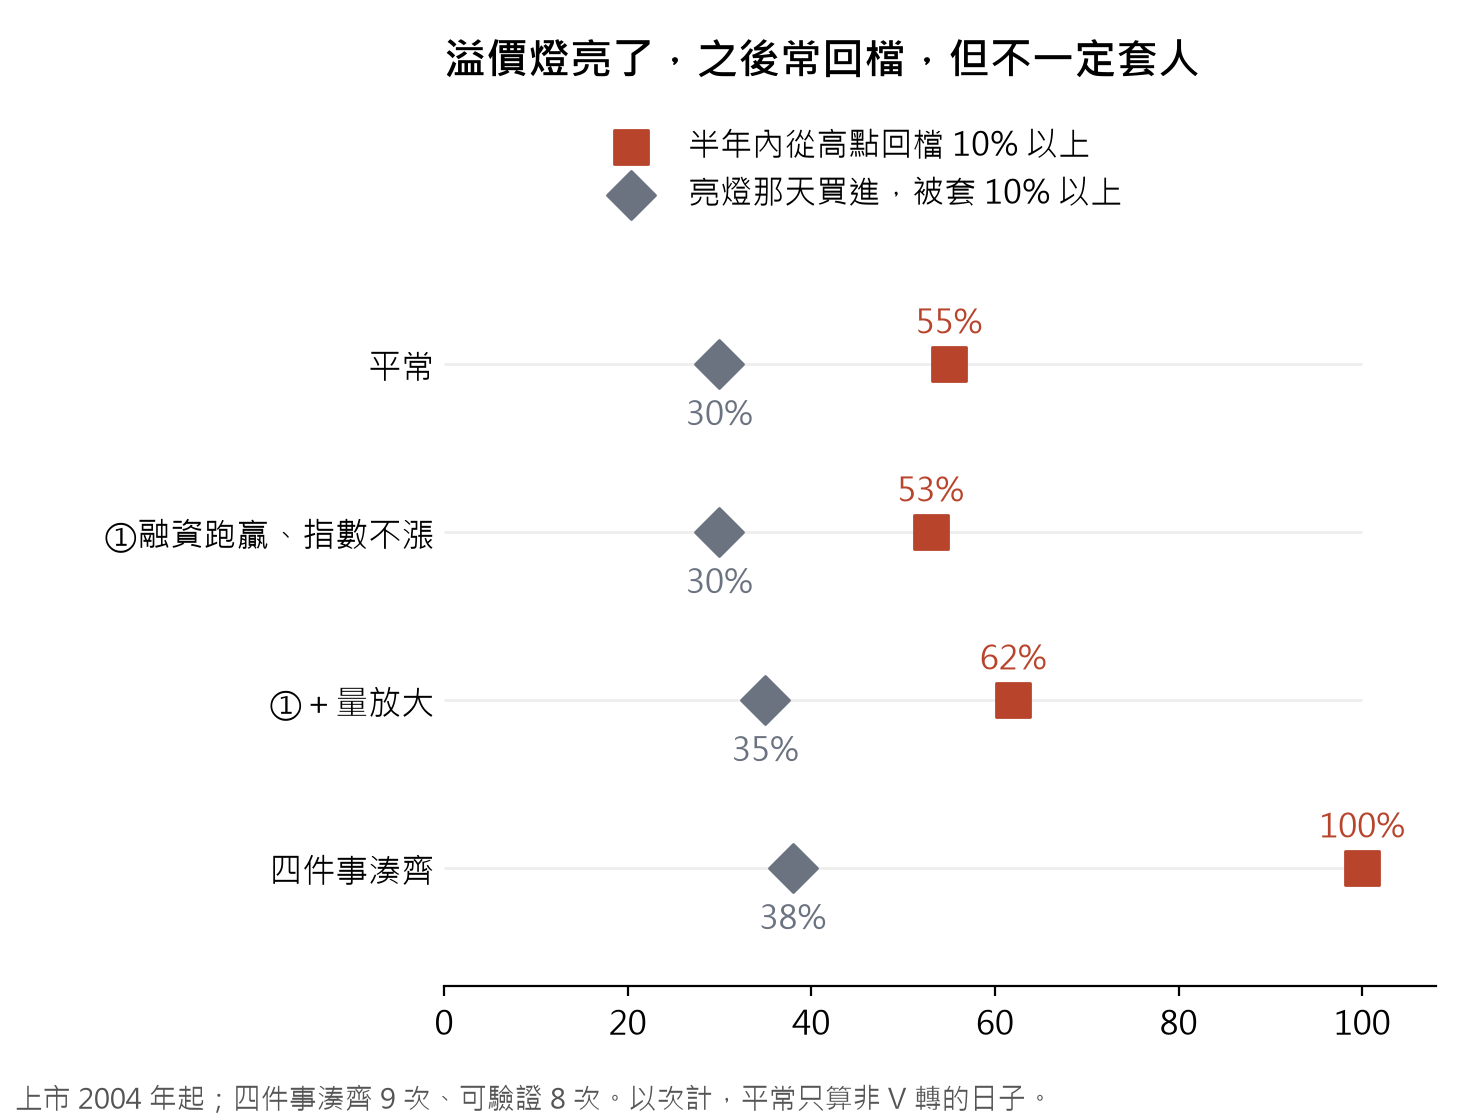 溢價燈亮了，之後常回檔，但不一定套人
半年內從高點回檔 10% 以上
亮燈那天買進，被套 10% 以上
平常
55%
30%
①融資跑贏、指數不漲
53%
30%
①＋量放大
62%
35%
四件事湊齊
100%
38%
0 20 40 60 80 100
上市 2004 年起；四件事湊齊 9 次、可驗證 8 次。以次計，平常只算非 V 轉的日子。